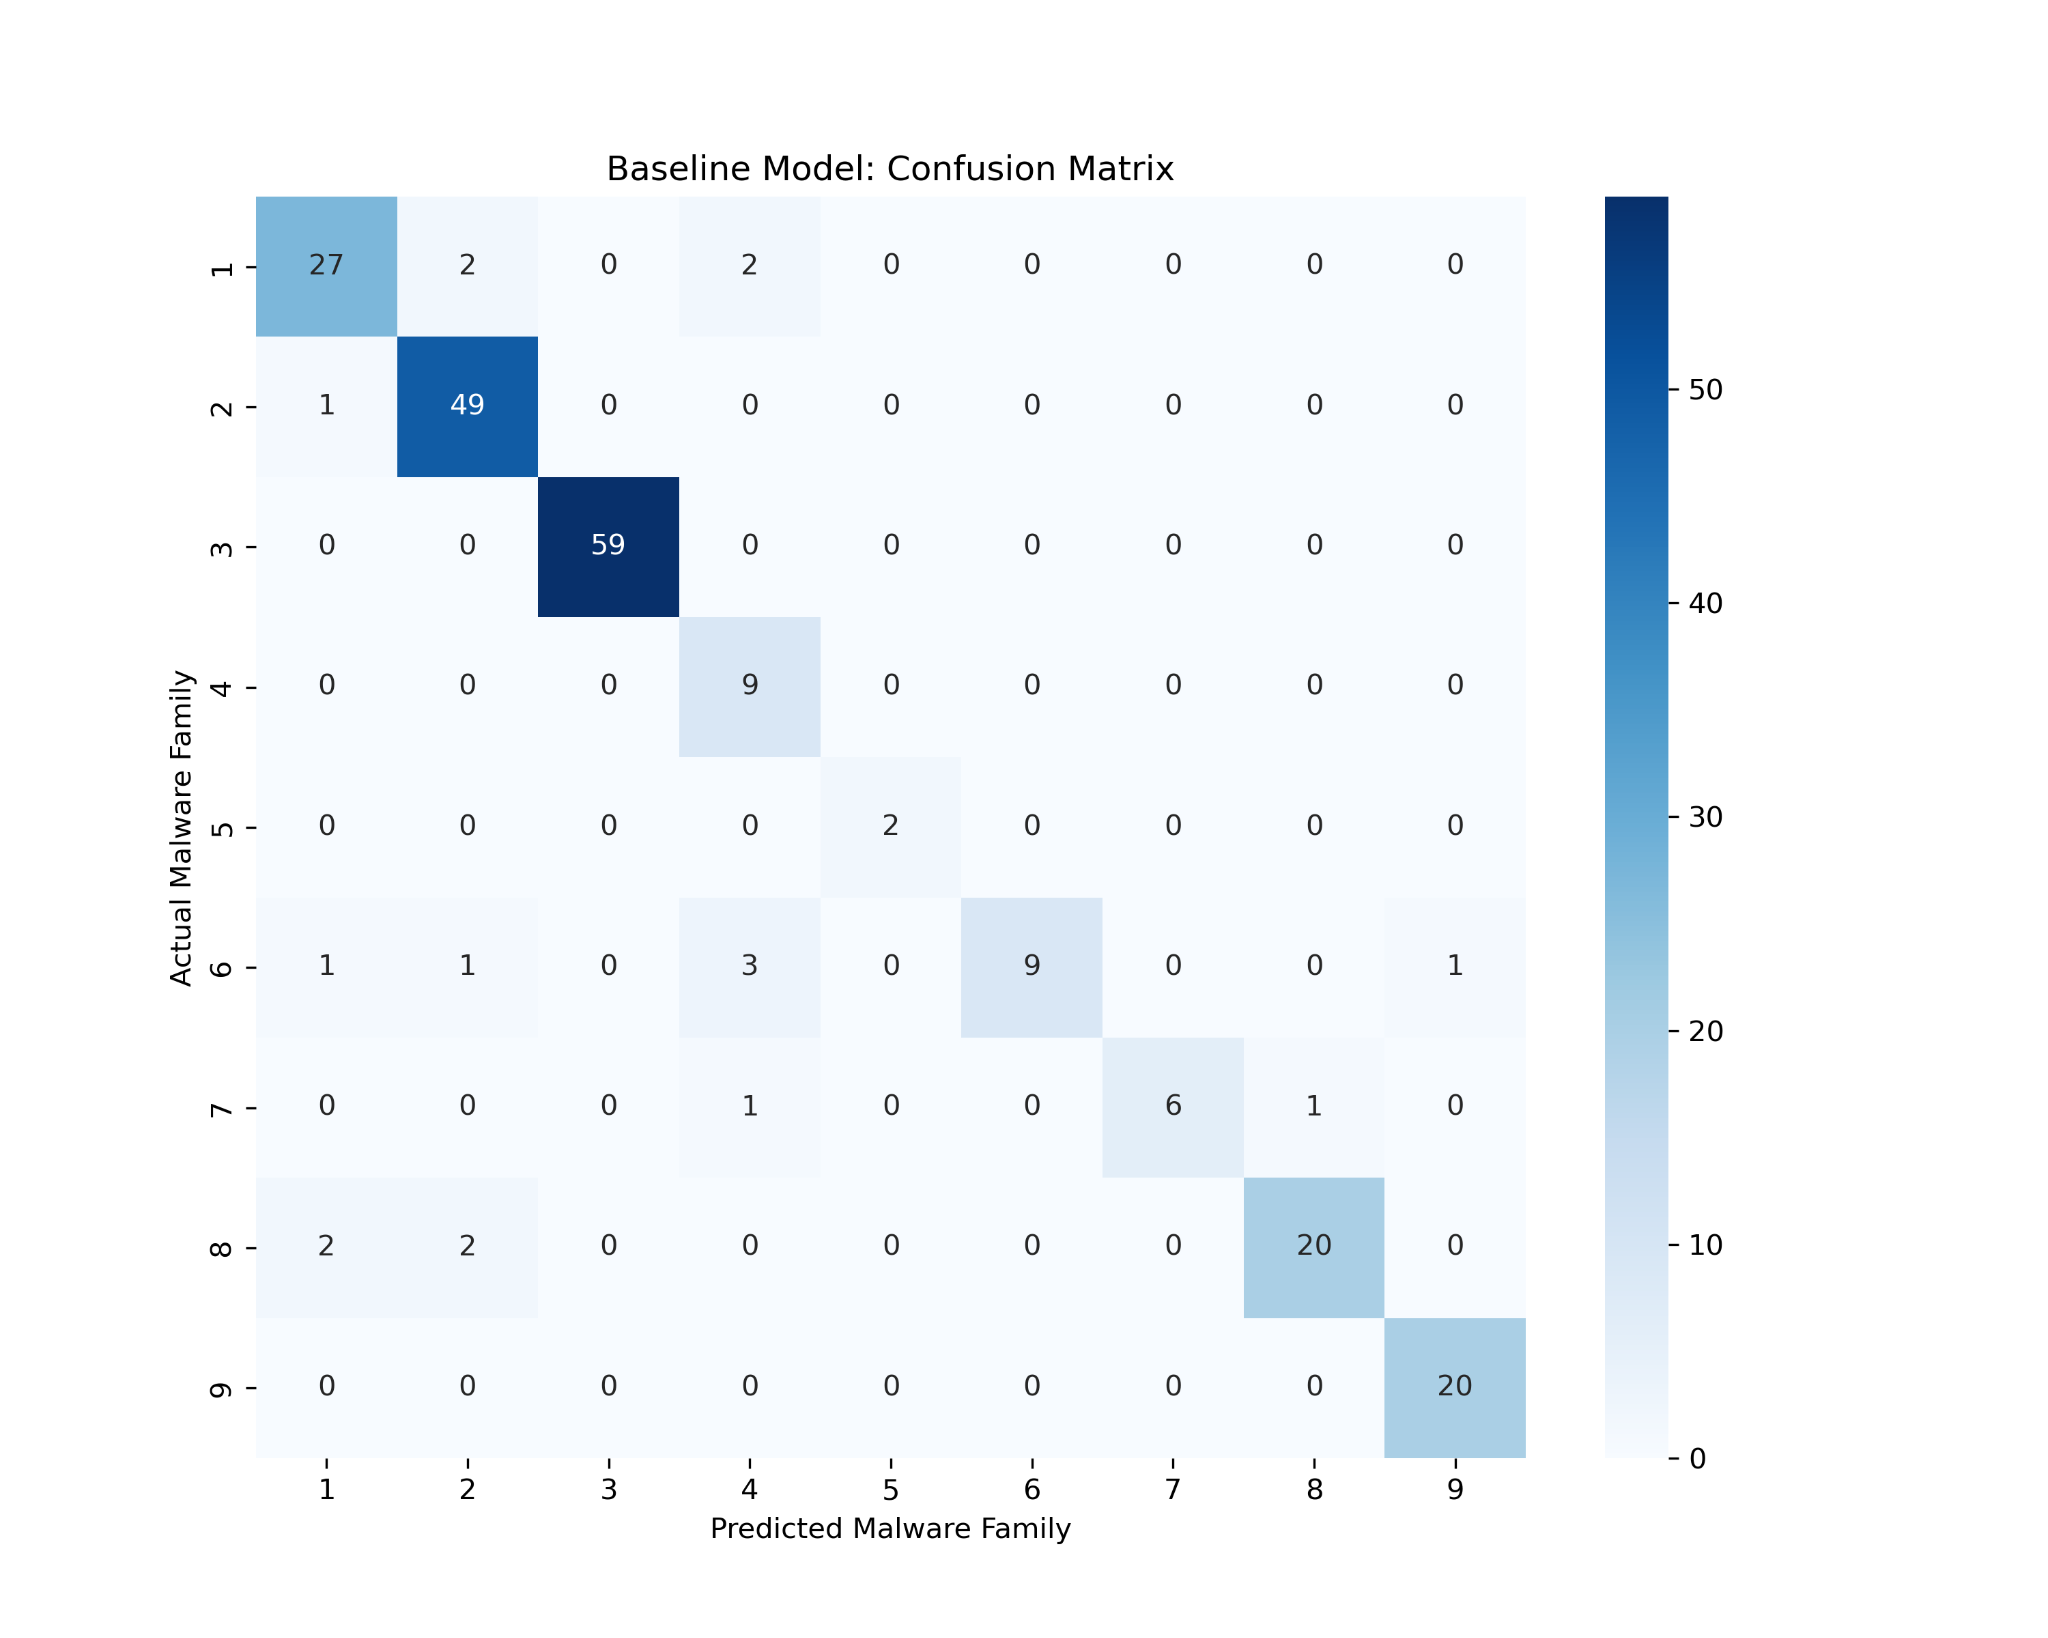 Baseline Model: Confusion Matrix
1 27 2 0 2 0 0 0 0 0
2 1 49 0 0 0 0 0 0 0
3 0 0 59 0 0 0 0 0 0
4 0 0 0 9 0 0 0 0 0
5 0 0 0 0 2 0 0 0 0
6 1 1 0 3 0 9 0 0 1
7 0 0 0 1 0 0 6 1 0
8 2 2 0 0 0 0 0 20 0
9 0 0 0 0 0 0 0 0 20
1 2 3 4 5 6 7 8 9
Predicted Malware Family
Actual Malware Family
50
40
30
20
10
0